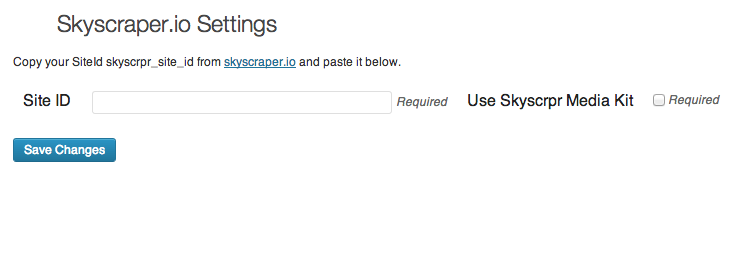 Skyscraper.io Settings
Copy your SiteId skyscrpr_site_id from skyscraper.io and paste it below.
Site ID Required Use Skyscrpr Media Kit Required
Save Changes